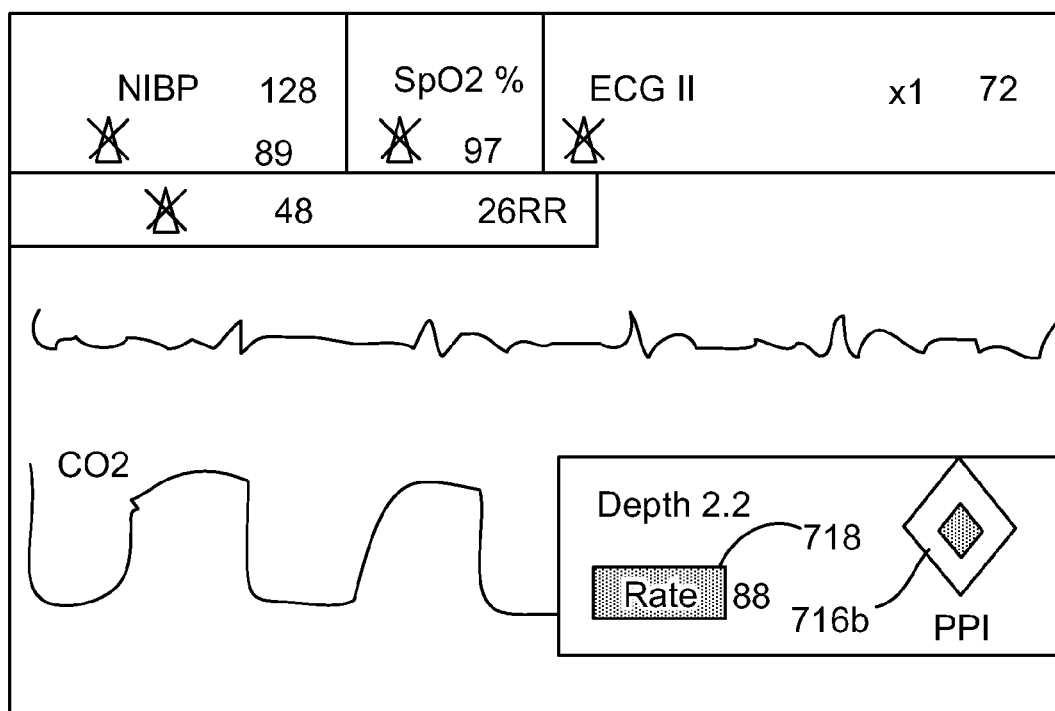 NIBP 128
89
SpO2 %
97
ECG II x1 72
48 26RR
CO2
Depth 2.2
718
Rate 88
716b
PPI